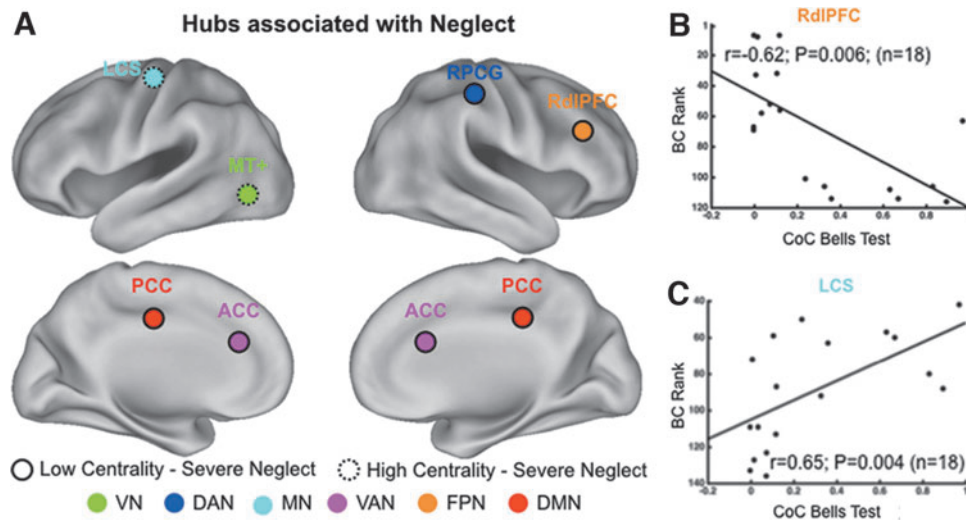 A
Hubs associated with Neglect
LCS
MT+
RPCG
RdlPFC
PCC
ACC
ACC
PCC
Low Centrality - Severe Neglect
High Centrality - Severe Neglect
VN DAN MN VAN FPN DMN
B
RdlPFC
r=-0.62; P=0.006; (n=18)
BC Rank
1
20
40
60
80
100
120
-0.2 0 0.2 0.4 0.6 0.8 1
CoC Bells Test
C
LCS
BC Rank
40
60
80
100
120
140
r=0.65; P=0.004 (n=18)
-0.2 0 0.2 0.4 0.6 0.8 1
CoC Bells Test